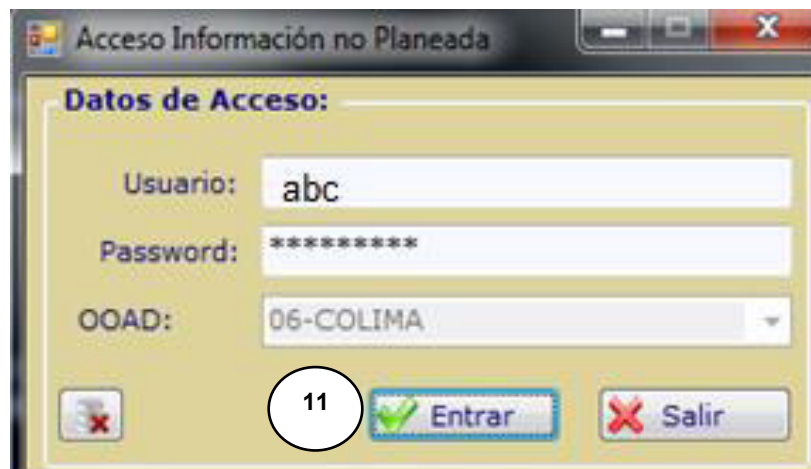 Acceso Información no Planeada
Datos de Acceso:
Usuario: abc
Password: *********
OOAD: 06-COLIMA
11 Entrar Salir